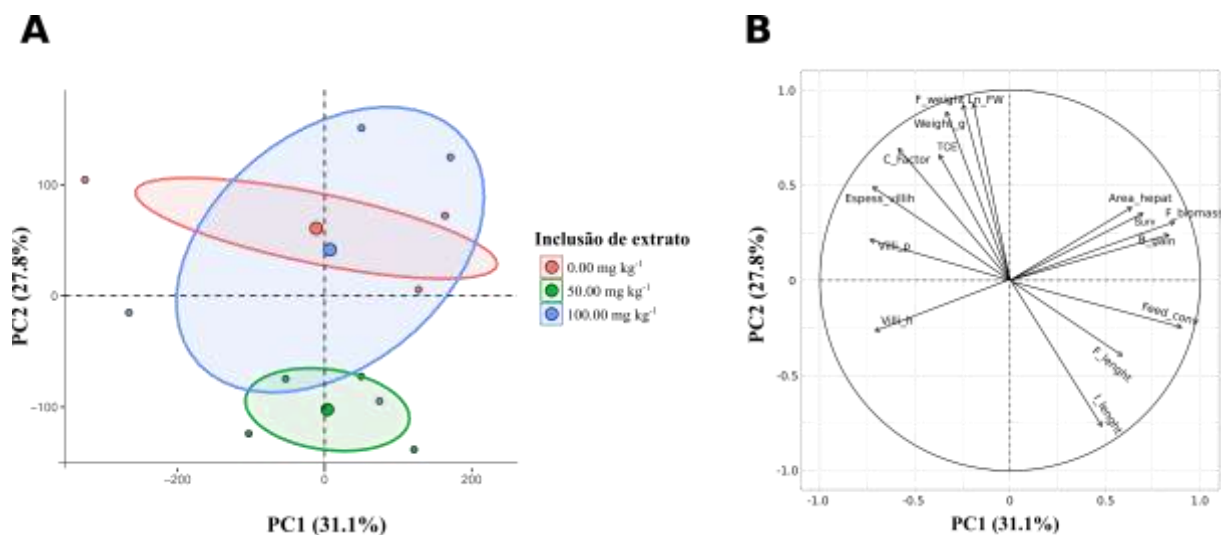 A
PC2 (27.8%)
100
0
−100
−200
0
200
PC1 (31.1%)
Inclusão de extrato
0.00 mg kg⁻¹
50.00 mg kg⁻¹
100.00 mg kg⁻¹
B
PC2 (27.8%)
1.0
0.5
0
-0.5
-1.0
F_weight
Ln_FW
Weight_g
TCE
C_Factor
Espess_villih
Villi_p
Villi_h
Area_hepat
Surv
F_biomass
B_gain
Feed_conv
F_lenght
I_lenght
-1.0
-0.5
0
0.5
1.0
PC1 (31.1%)